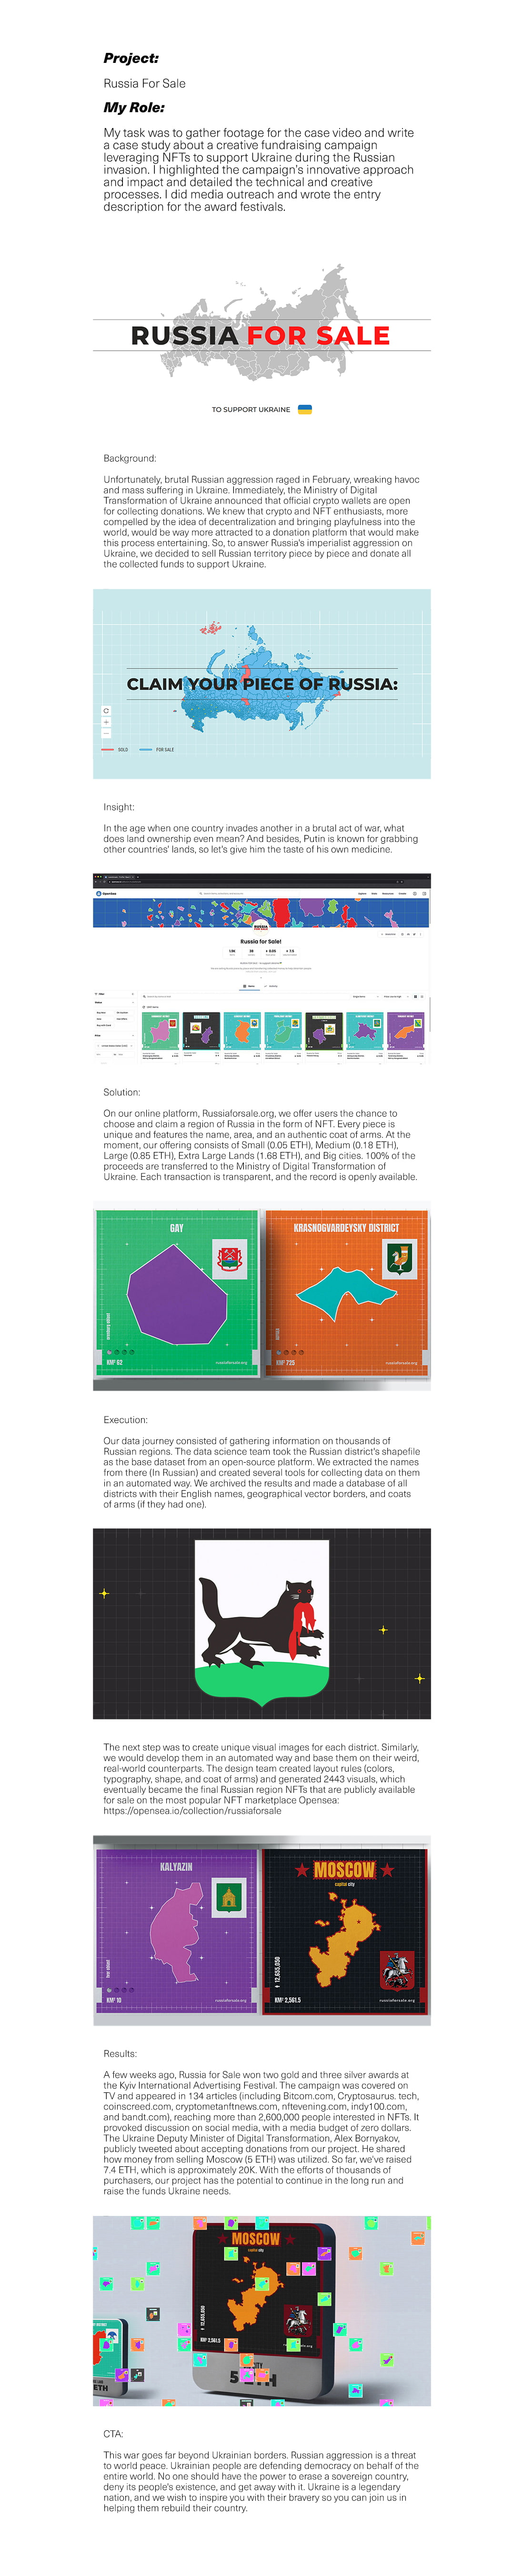 Project:
Russia For Sale
My Role:
My task was to gather footage for the case video and write
a case study about a creative fundraising campaign
leveraging NFTs to support Ukraine during the Russian
invasion. I highlighted the campaign's innovative approach
and impact and detailed the technical and creative
processes. I did media outreach and wrote the entry
description for the award festivals.
RUSSIA FOR SALE
TO SUPPORT UKRAINE
Background:
Unfortunately, brutal Russian aggression raged in February, wreaking havoc
and mass suffering in Ukraine. Immediately, the Ministry of Digital
Transformation of Ukraine announced that official crypto wallets are open
for collecting donations. We knew that crypto and NFT enthusiasts, more
compelled by the idea of decentralization and bringing playfulness into the
world, would be way more attracted to a donation platform that would make
this process entertaining. So, to answer Russia's imperialist aggression on
Ukraine, we decided to sell Russian territory piece by piece and donate all
the collected funds to support Ukraine.
CLAIM YOUR PIECE OF RUSSIA:
SOLD FOR SALE
Insight:
In the age when one country invades another in a brutal act of war, what
does land ownership even mean? And besides, Putin is known for grabbing
other countries' lands, so let's give him the taste of his own medicine.
OpenSea
RUSSIA FOR SALE
Russia for Sale!
Solution:
On our online platform, Russiaforsale.org, we offer users the chance to
choose and claim a region of Russia in the form of NFT. Every piece is
unique and features the name, area, and an authentic coat of arms. At the
moment, our offering consists of Small (0.05 ETH), Medium (0.18 ETH),
Large (0.85 ETH), Extra Large Lands (1.68 ETH), and Big cities. 100% of the
proceeds are transferred to the Ministry of Digital Transformation of
Ukraine. Each transaction is transparent, and the record is openly available.
GAY
KM² 62
russiaforsale.org
KRASNOGVARDEYSKY DISTRICT
KM² 725
russiaforsale.org
Execution:
Our data journey consisted of gathering information on thousands of
Russian regions. The data science team took the Russian district's shapefile
as the base dataset from an open-source platform. We extracted the names
from there (In Russian) and created several tools for collecting data on them
in an automated way. We archived the results and made a database of all
districts with their English names, geographical vector borders, and coats
of arms (if they had one).
The next step was to create unique visual images for each district. Similarly,
we would develop them in an automated way and base them on their weird,
real-world counterparts. The design team created layout rules (colors,
typography, shape, and coat of arms) and generated 2443 visuals, which
eventually became the final Russian region NFTs that are publicly available
for sale on the most popular NFT marketplace Opensea:
https://opensea.io/collection/russiaforsale
KALYAZIN
tver oblast
KM² 10
russiaforsale.org
MOSCOW
capital city
12,655,050
KM² 2,561.5
russiaforsale.org
Results:
A few weeks ago, Russia for Sale won two gold and three silver awards at
the Kyiv International Advertising Festival. The campaign was covered on
TV and appeared in 134 articles (including Bitcom.com, Cryptosaurus. tech,
coinscreed.com, cryptometanftnews.com, nftevening.com, indy100.com,
and bandt.com), reaching more than 2,600,000 people interested in NFTs. It
provoked discussion on social media, with a media budget of zero dollars.
The Ukraine Deputy Minister of Digital Transformation, Alex Bornyakov,
publicly tweeted about accepting donations from our project. He shared
how money from selling Moscow (5 ETH) was utilized. So far, we've raised
7.4 ETH, which is approximately 20K. With the efforts of thousands of
purchasers, our project has the potential to continue in the long run and
raise the funds Ukraine needs.
MOSCOW
capital city
12,655,050
KM² 2,561.5
ETH
CTA:
This war goes far beyond Ukrainian borders. Russian aggression is a threat
to world peace. Ukrainian people are defending democracy on behalf of the
entire world. No one should have the power to erase a sovereign country,
deny its people's existence, and get away with it. Ukraine is a legendary
nation, and we wish to inspire you with their bravery so you can join us in
helping them rebuild their country.